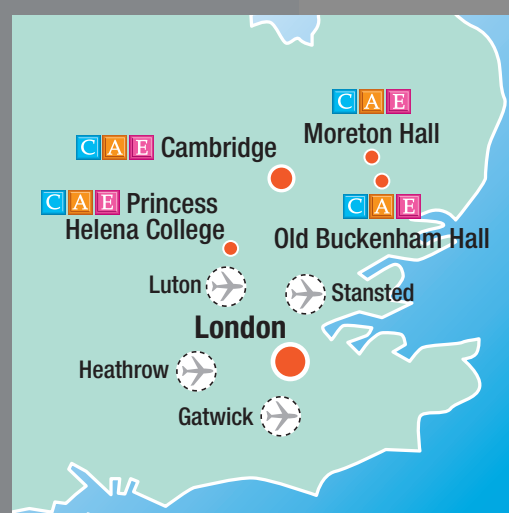 CAE
Moreton Hall
CAE Cambridge
CAE Princess
Helena College
CAE
Old Buckenham Hall
Luton
Stansted
London
Heathrow
Gatwick